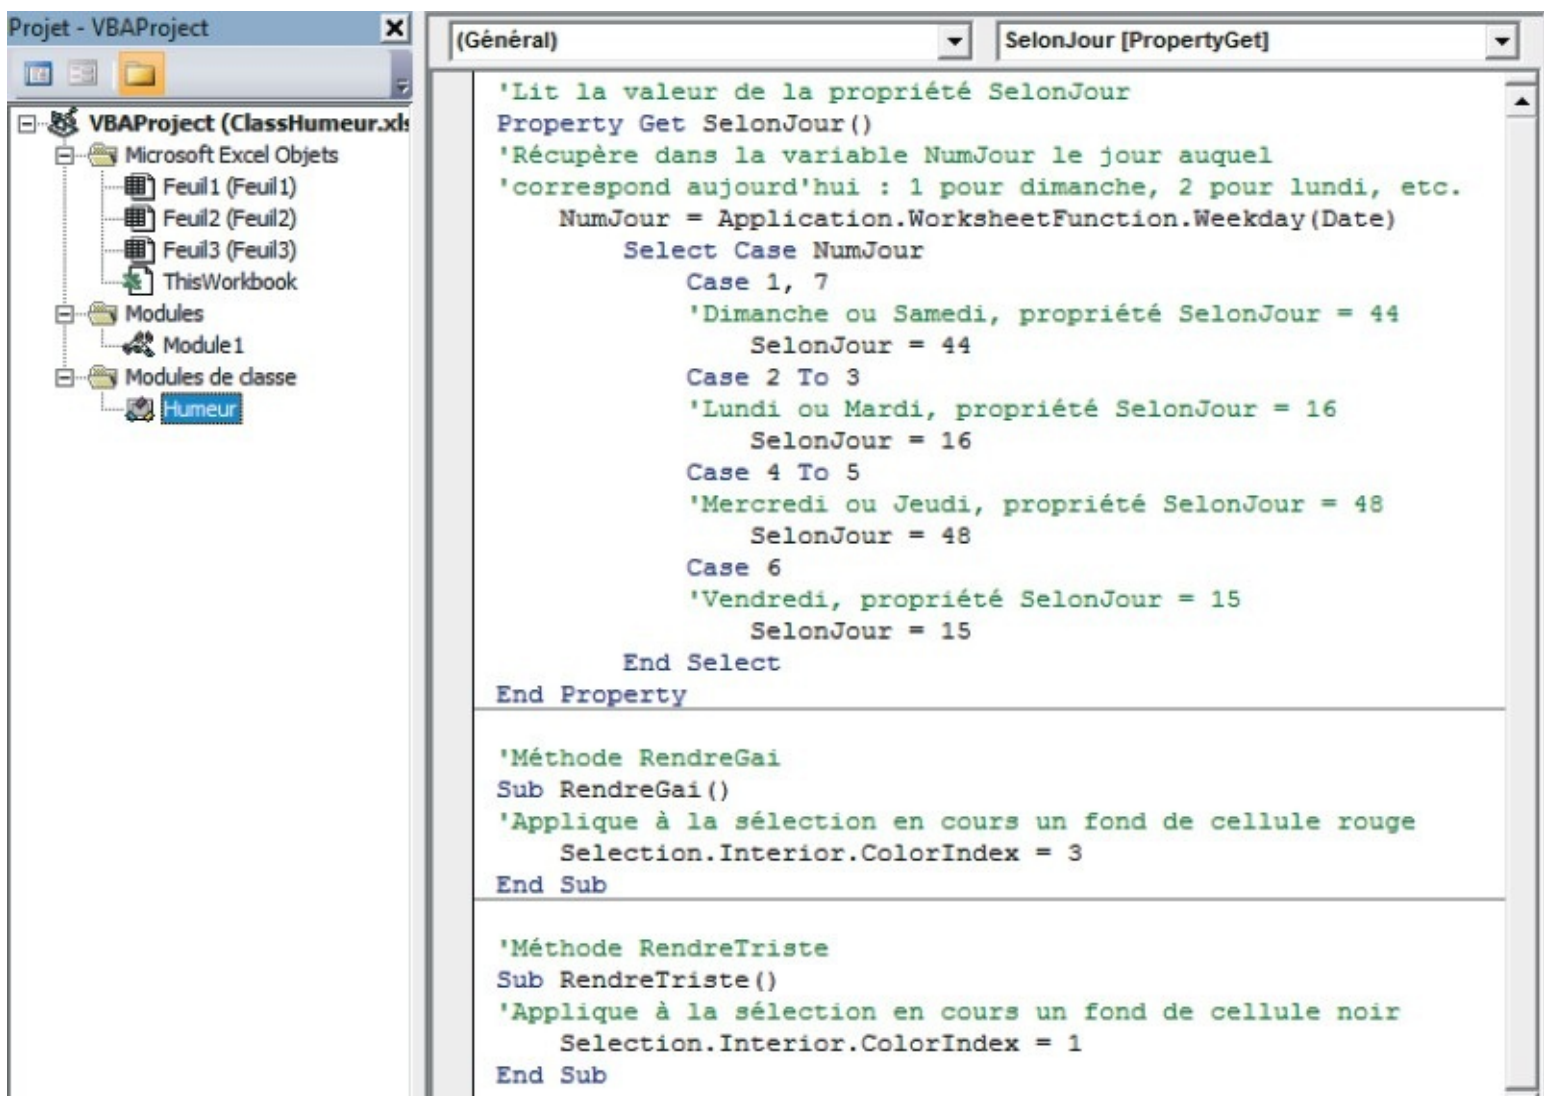 Projet - VBAProject
VBAProject (ClassHumeur.xls
Microsoft Excel Objets
Feuil1 (Feuil1)
Feuil2 (Feuil2)
Feuil3 (Feuil3)
ThisWorkbook
Modules
Module1
Modules de classe
Humeur
(Général)
SelonJour [PropertyGet]
'Lit la valeur de la propriété SelonJour
Property Get SelonJour()
'Récupère dans la variable NumJour le jour auquel
'correspond aujourd'hui : 1 pour dimanche, 2 pour lundi, etc.
NumJour = Application.WorksheetFunction.Weekday(Date)
Select Case NumJour
Case 1, 7
'Dimanche ou Samedi, propriété SelonJour = 44
SelonJour = 44
Case 2 To 3
'Lundi ou Mardi, propriété SelonJour = 16
SelonJour = 16
Case 4 To 5
'Mercredi ou Jeudi, propriété SelonJour = 48
SelonJour = 48
Case 6
'Vendredi, propriété SelonJour = 15
SelonJour = 15
End Select
End Property
'Méthode RendreGai
Sub RendreGai()
'Applique à la sélection en cours un fond de cellule rouge
Selection.Interior.ColorIndex = 3
End Sub
'Méthode RendreTriste
Sub RendreTriste()
'Applique à la sélection en cours un fond de cellule noir
Selection.Interior.ColorIndex = 1
End Sub